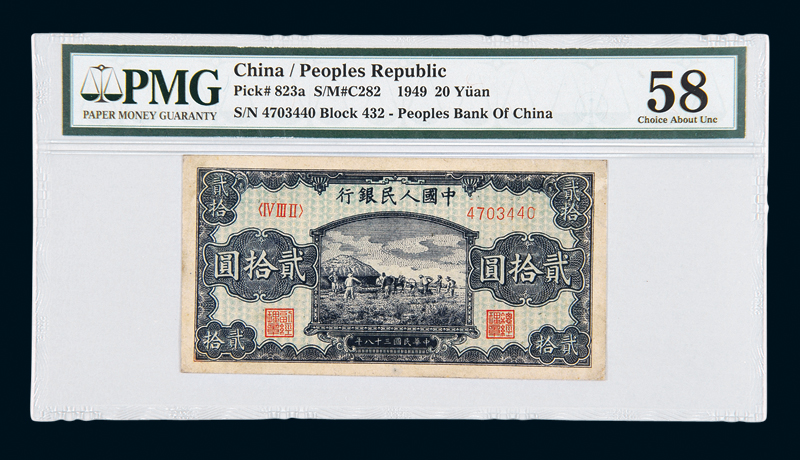 PMG
PAPER MONEY GUARANTY
China / Peoples Republic
Pick# 823a S/M#C282 1949 20 Yüan
S/N 4703440 Block 432 - Peoples Bank Of China
58
Choice About Unc
行銀民人國中
〈IV III II〉
4703440
貳拾
貳拾
圓拾貳
圓拾貳
拾貳
拾貳
年八十三國民華中